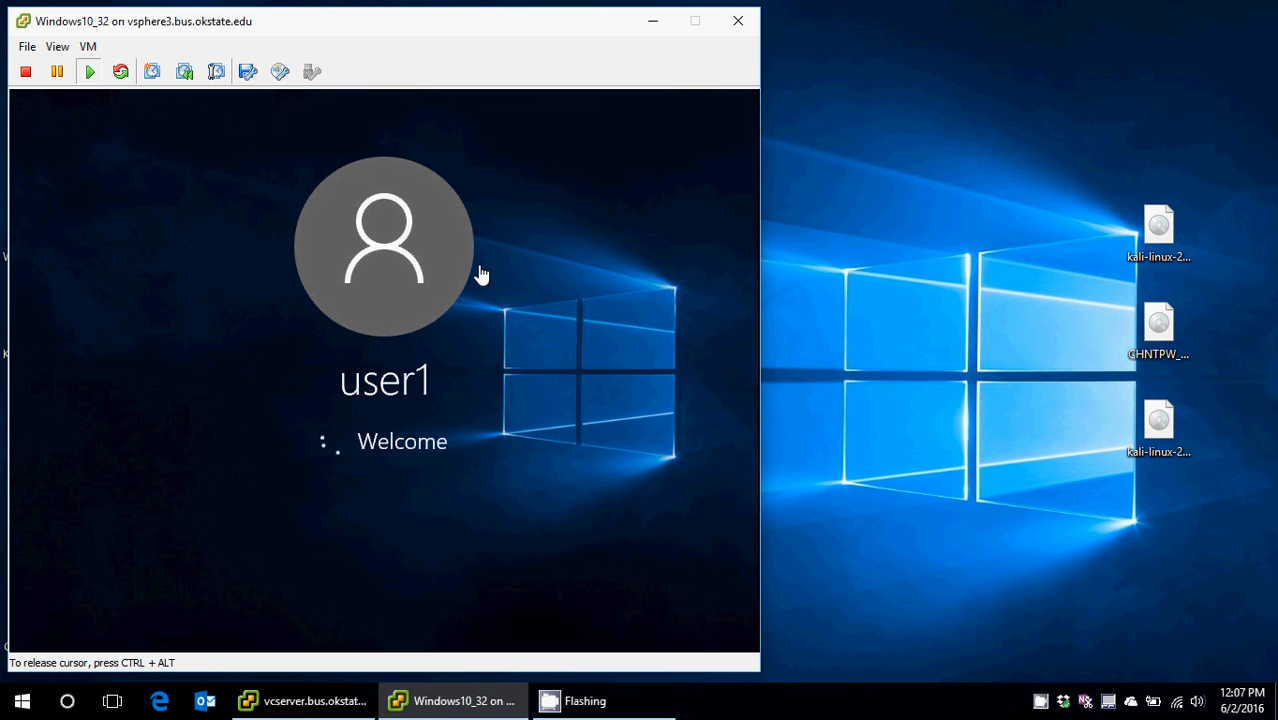 Windows10_32 on vsphere3.bus.okstate.edu
File View VM
user1
Welcome
To release cursor, press CTRL + ALT
kali-linux-2...
CHNTPW_...
kali-linux-2...
vcserver.bus.okstat...
Windows10_32 on ...
Flashing
12:07 PM
6/2/2016